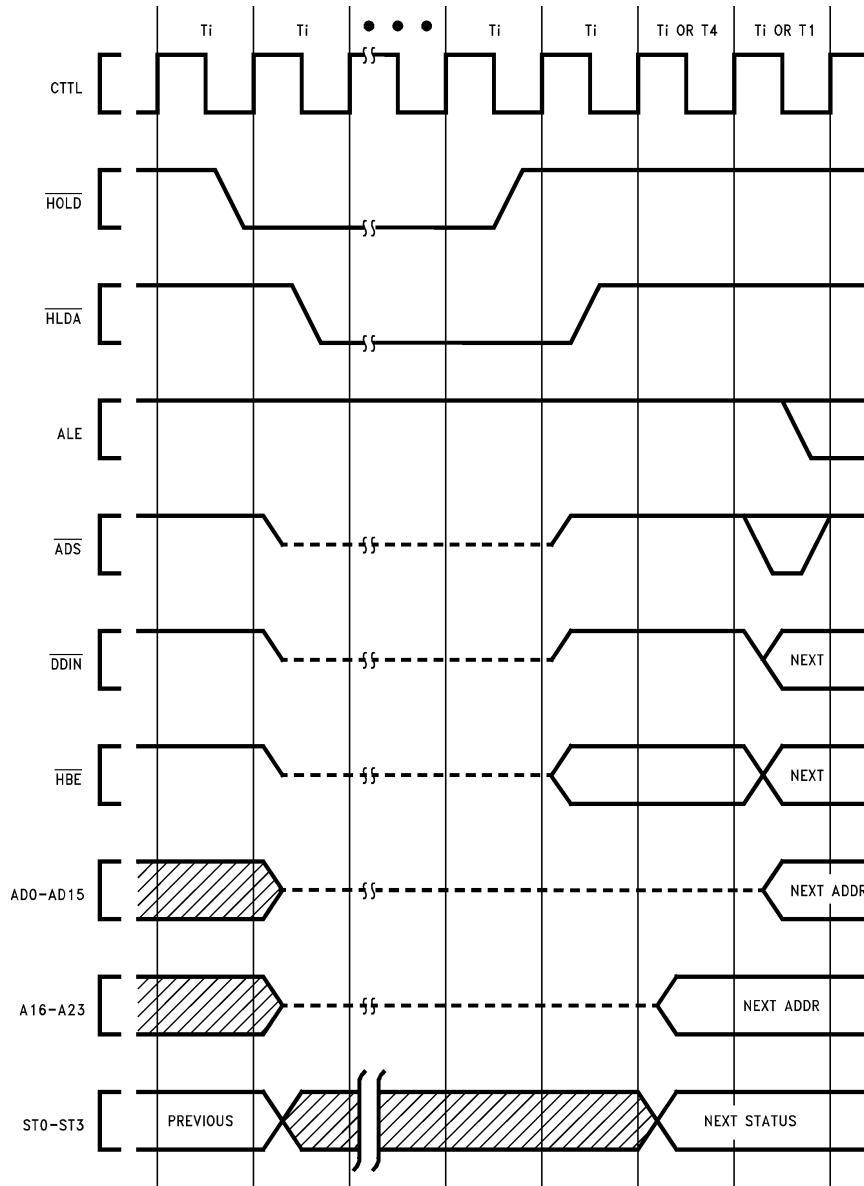 Ti Ti Ti Ti Ti OR T4 Ti OR T1
CTTL
HOLD
HLDA
ALE
ADS
DDIN NEXT
HBE NEXT
AD0-AD15 NEXT ADDR
A16-A23 NEXT ADDR
ST0-ST3 PREVIOUS NEXT STATUS